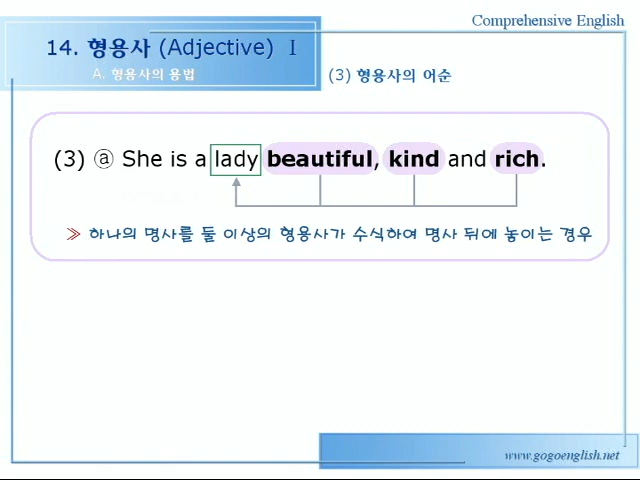 Comprehensive English
14. 형용사 (Adjective) Ⅰ
A. 형용사의 용법
(3) 형용사의 어순
(3) ⓐ She is a lady beautiful, kind and rich.
≫ 하나의 명사를 둘 이상의 형용사가 수식하여 명사 뒤에 놓이는 경우
www.gogoenglish.net